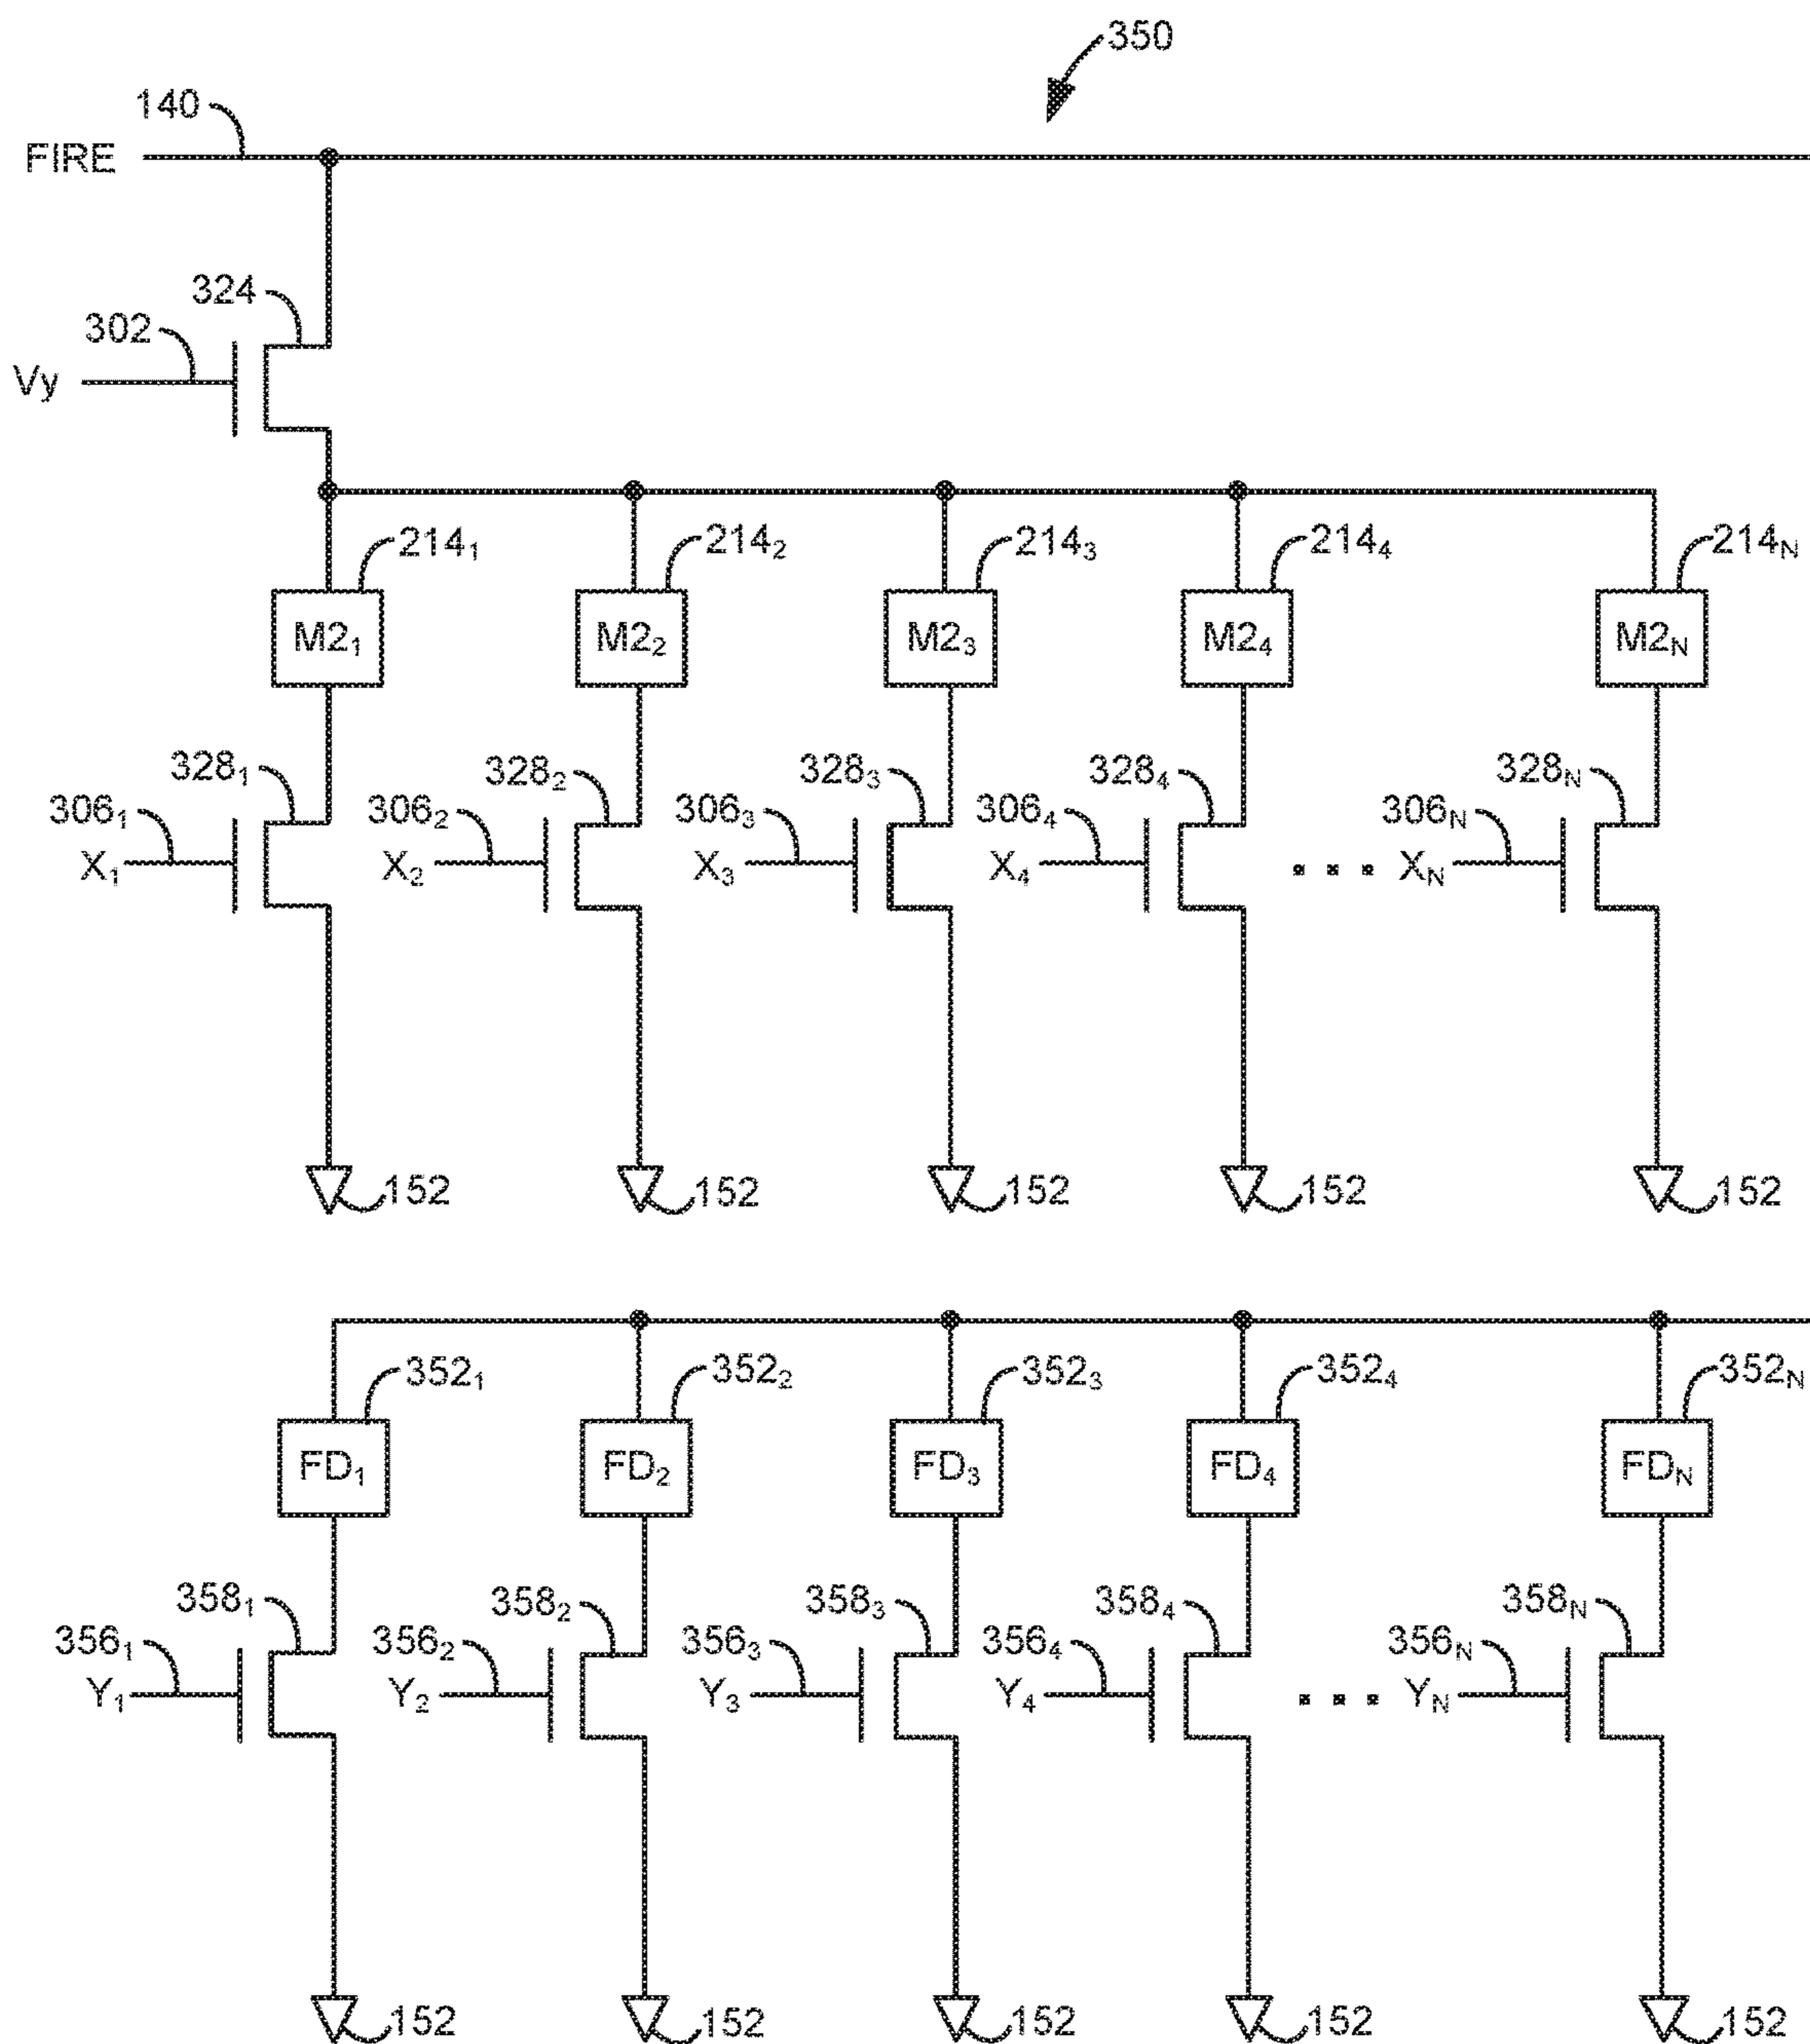 350
140
FIRE
324
302
Vy
214₁ 214₂ 214₃ 214₄ 214N
M2₁ M2₂ M2₃ M2₄ M2N
328₁ 328₂ 328₃ 328₄ 328N
306₁ 306₂ 306₃ 306₄ 306N
X₁ X₂ X₃ X₄ ... XN
152 152 152 152 152
352₁ 352₂ 352₃ 352₄ 352N
FD₁ FD₂ FD₃ FD₄ FDN
358₁ 358₂ 358₃ 358₄ 358N
356₁ 356₂ 356₃ 356₄ 356N
Y₁ Y₂ Y₃ Y₄ ... YN
152 152 152 152 152